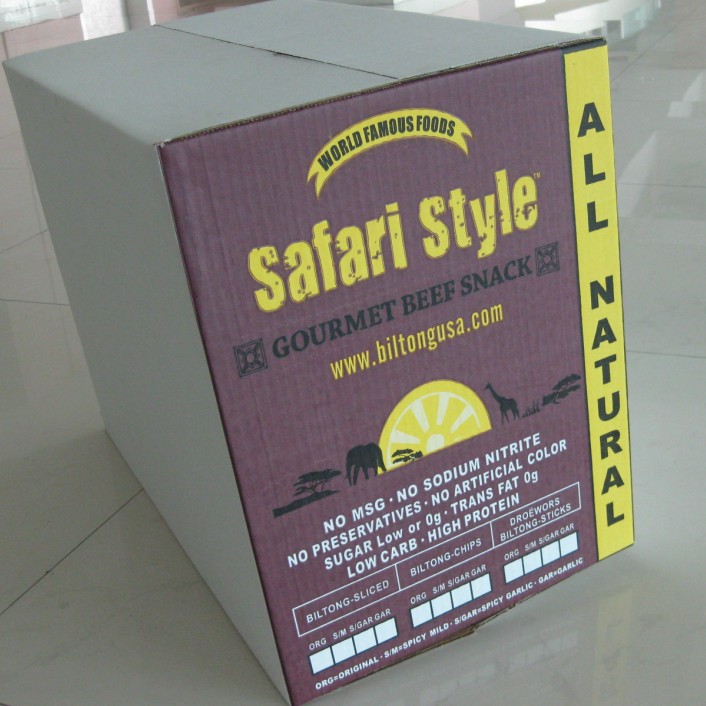 WORLD FAMOUS FOODS
Safari Style™
GOURMET BEEF SNACK
www.biltongusa.com
NO MSG · NO SODIUM NITRITE
NO PRESERVATIVES · NO ARTIFICIAL COLOR
SUGAR Low or 0g · TRANS FAT 0g
LOW CARB · HIGH PROTEIN
BILTONG-SLICED
BILTONG-CHIPS
DROËWORS
BILTONG-STICKS
ORG S/M S/GAR GAR
ORG S/M S/GAR GAR
ORG S/M S/GAR GAR
ORG=ORIGINAL · S/M=SPICY MILD · S/GAR=SPICY GARLIC · GAR=GARLIC
ALL NATURAL